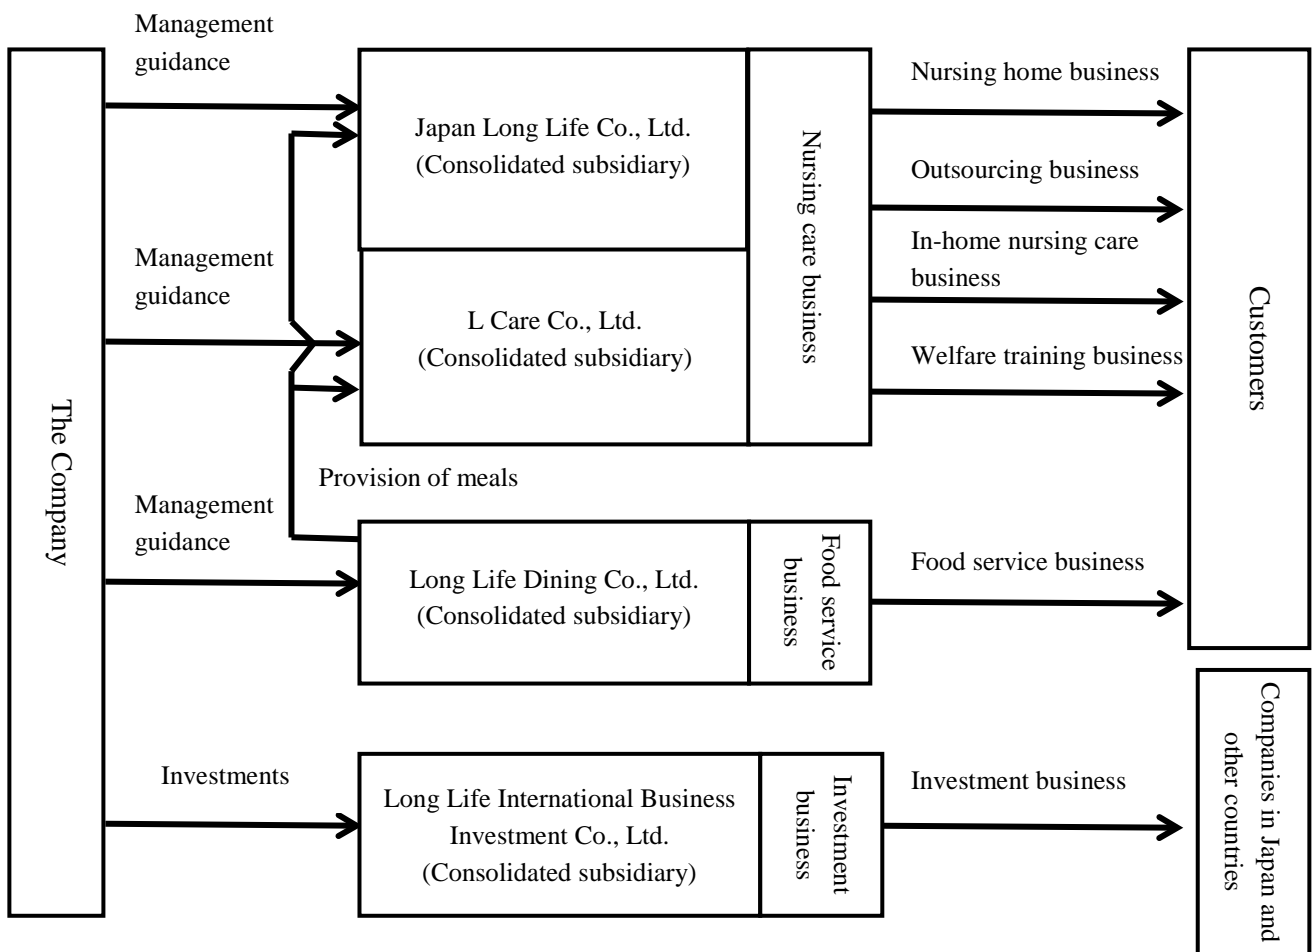 Management
guidance
Japan Long Life Co., Ltd.
(Consolidated subsidiary)
Nursing home business
Outsourcing business
In-home nursing care
business
Welfare training business
Management
guidance
L Care Co., Ltd.
(Consolidated subsidiary)
Nursing care business
Customers
The Company
Provision of meals
Management
guidance
Long Life Dining Co., Ltd.
(Consolidated subsidiary)
Food service
business
Food service business
Investments
Long Life International Business
Investment Co., Ltd.
(Consolidated subsidiary)
Investment
business
Investment business
Companies in Japan and
other countries